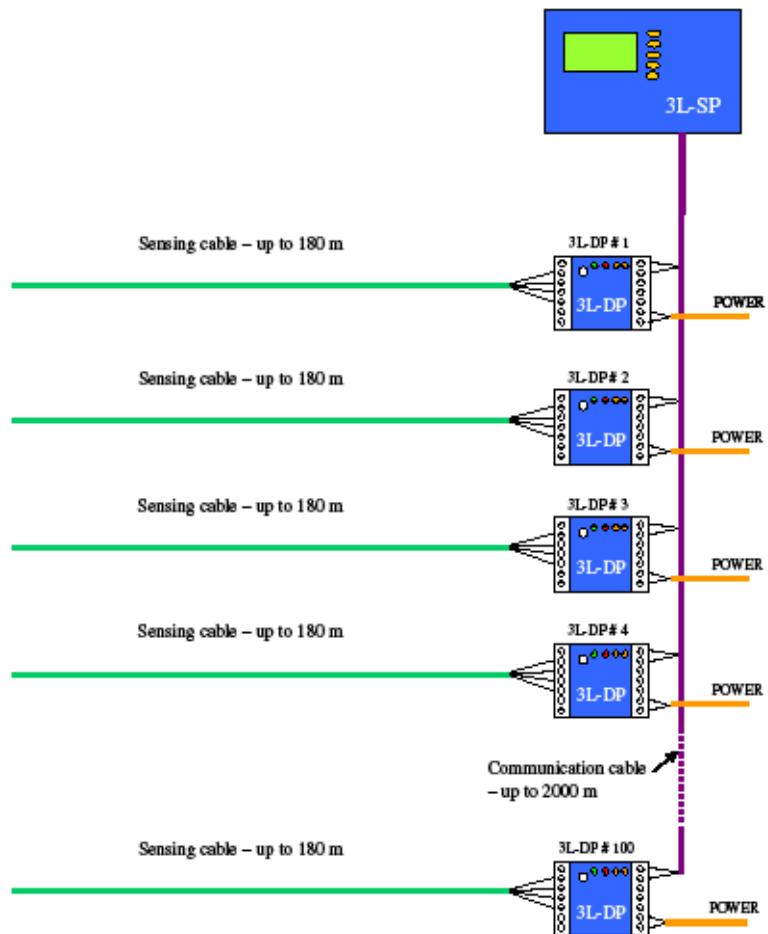 3L-SP
Sensing cable – up to 180 m
3L-DP # 1
3L-DP
POWER
Sensing cable – up to 180 m
3L-DP # 2
3L-DP
POWER
Sensing cable – up to 180 m
3L-DP # 3
3L-DP
POWER
Sensing cable – up to 180 m
3L-DP # 4
3L-DP
POWER
Communication cable
– up to 2000 m
Sensing cable – up to 180 m
3L-DP # 100
3L-DP
POWER